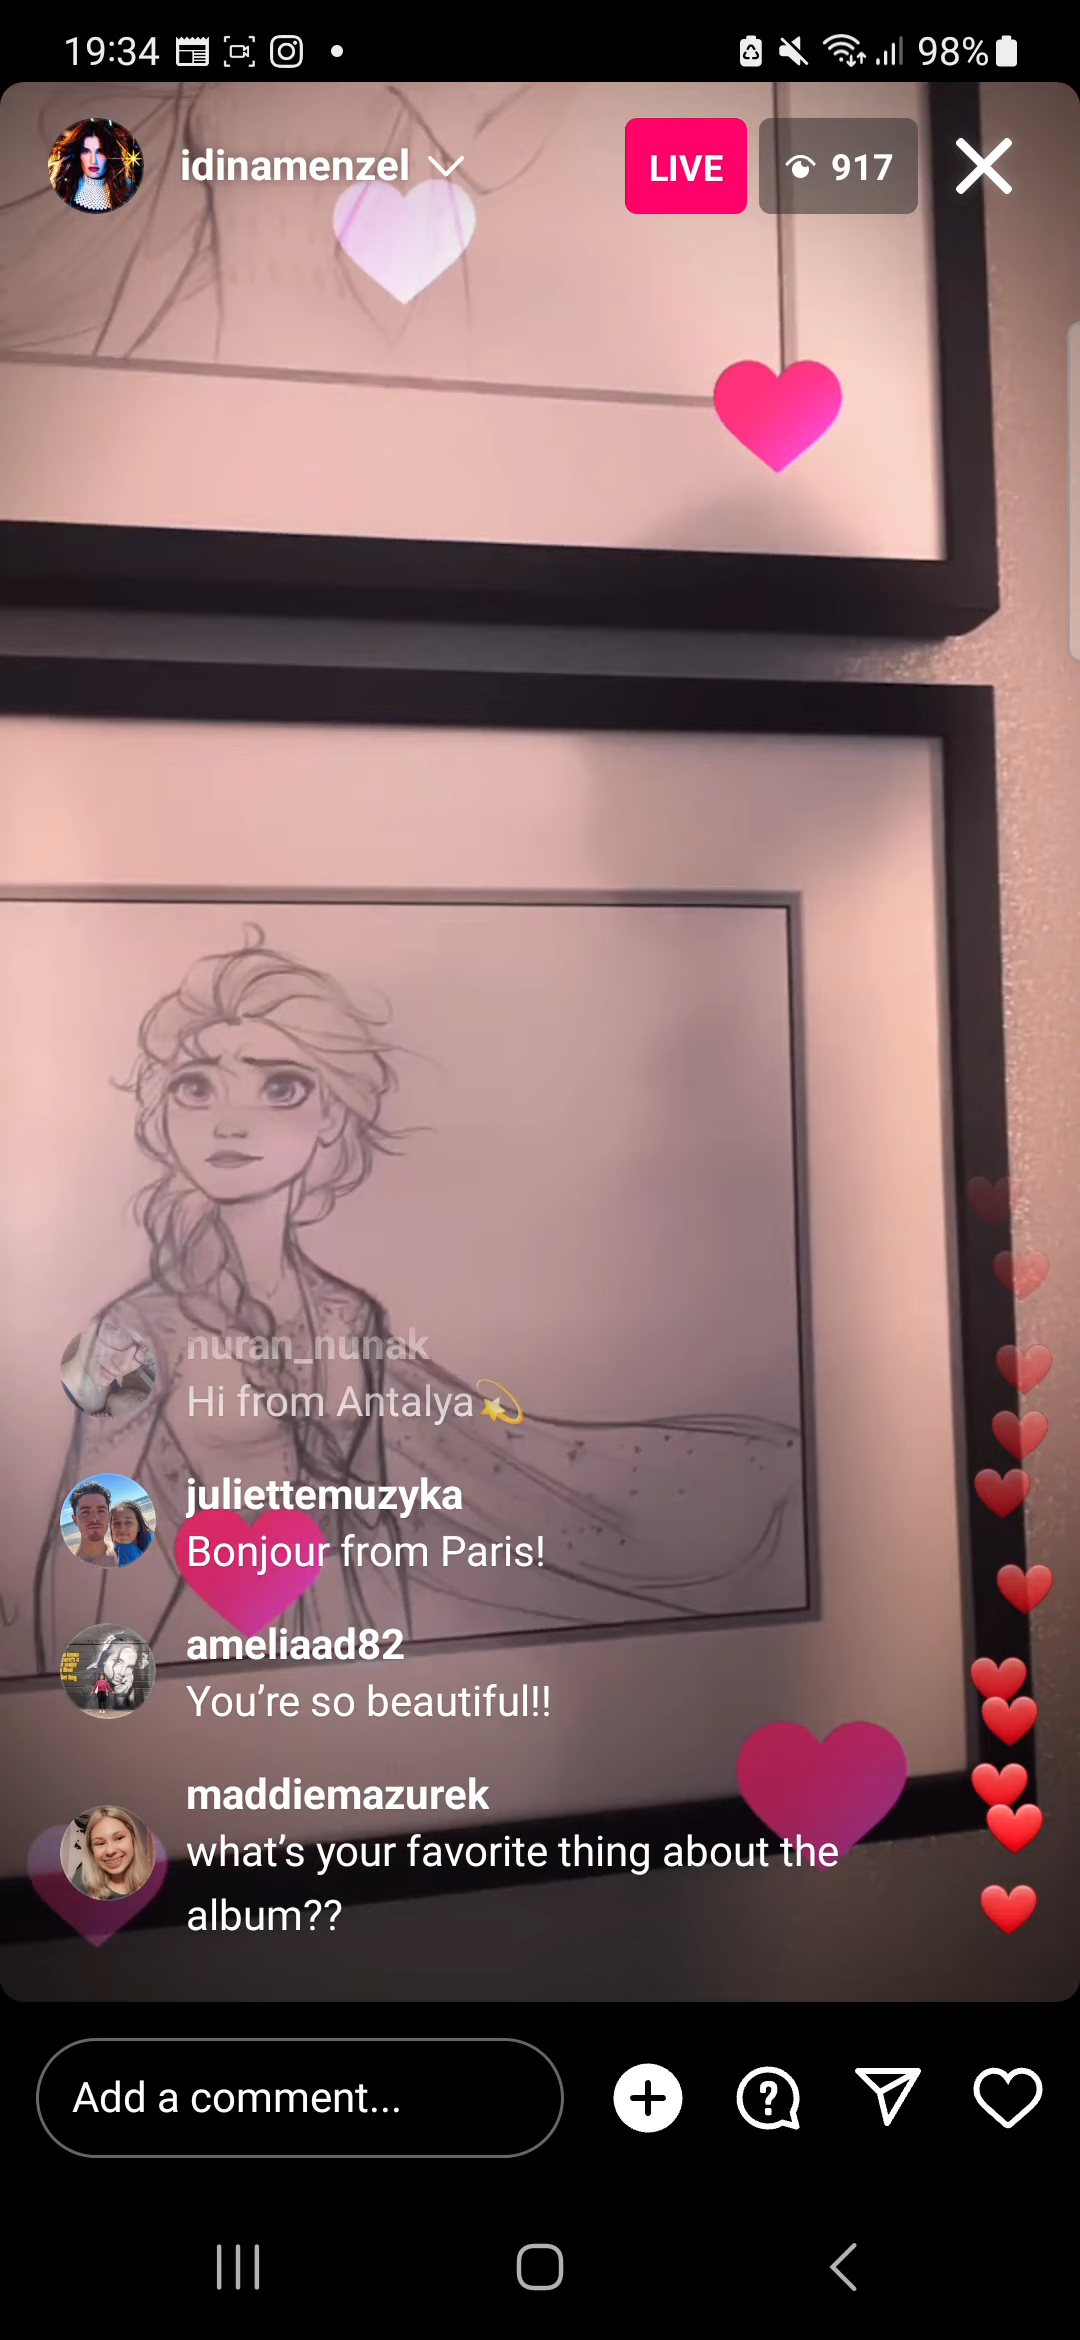 19:34
98%
idinamenzel
LIVE
917
nuran_nunak
Hi from Antalya💫
juliettemuzyka
Bonjour from Paris!
ameliaad82
You’re so beautiful!!
maddiemazurek
what’s your favorite thing about the
album??
Add a comment...